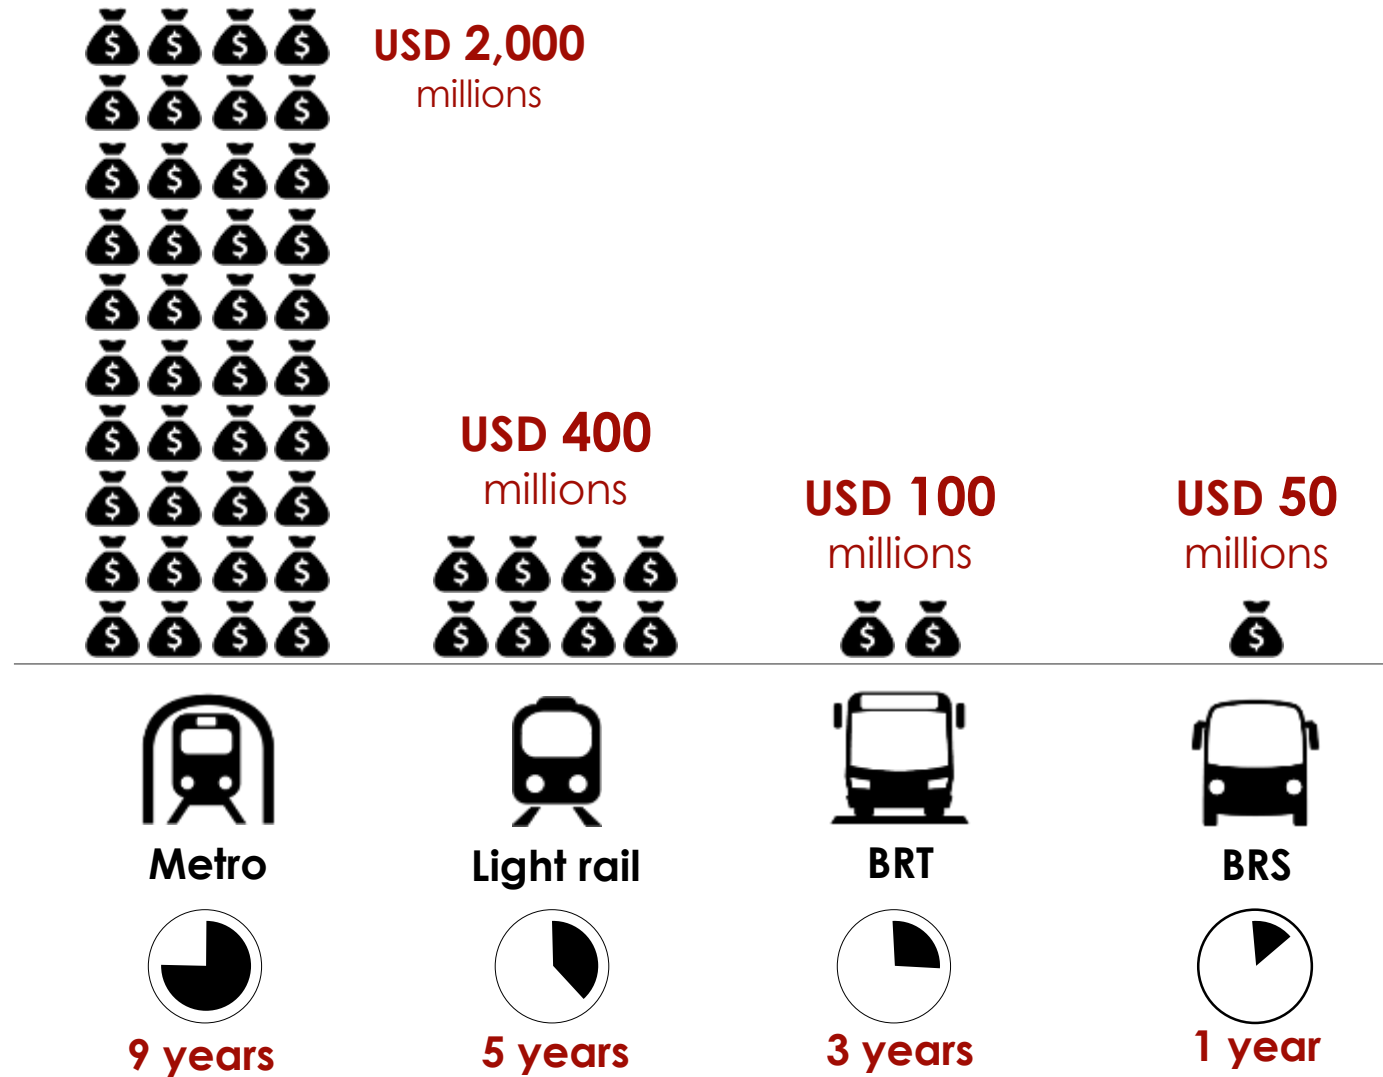 USD 2,000
millions
USD 400
millions
USD 100
millions
USD 50
millions
Metro
Light rail
BRT
BRS
9 years
5 years
3 years
1 year